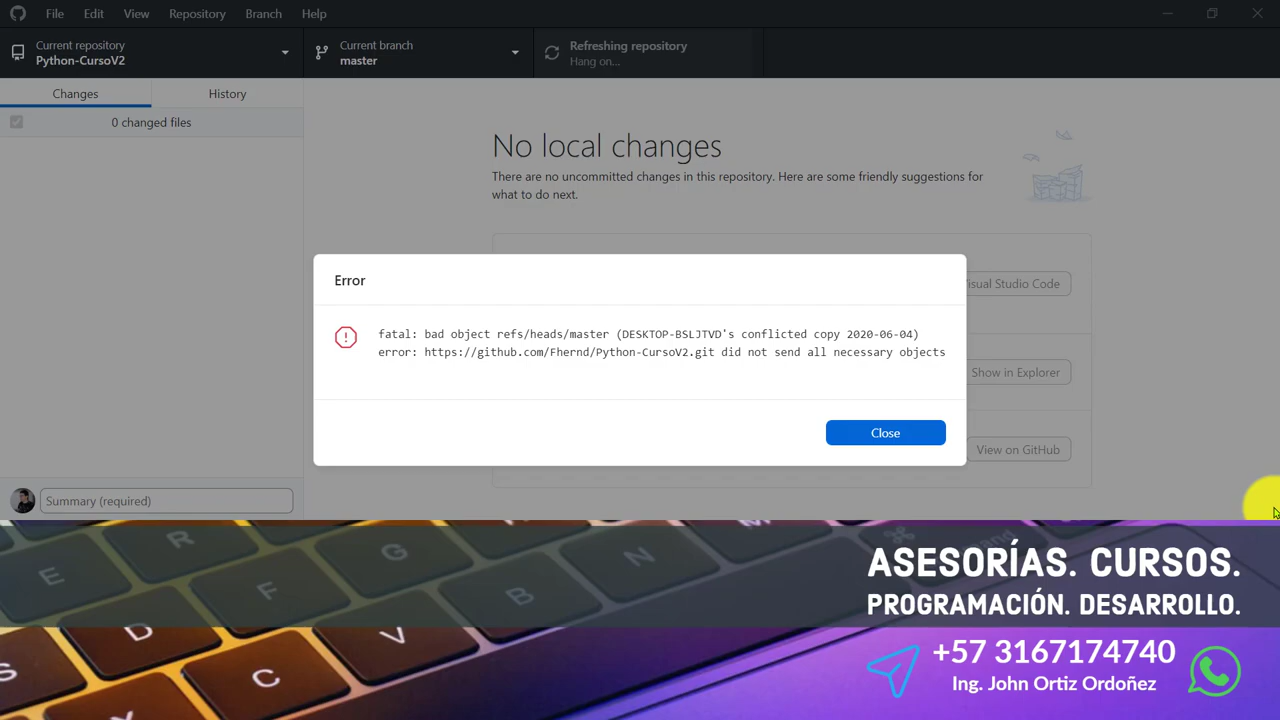 File Edit View Repository Branch Help
Current repository
Python-CursoV2
Current branch
master
Refreshing repository
Hang on...
Changes History
0 changed files
No local changes
There are no uncommitted changes in this repository. Here are some friendly suggestions for
what to do next.
Error
fatal: bad object refs/heads/master (DESKTOP-BSLJTVD's conflicted copy 2020-06-04)
error: https://github.com/Fhernd/Python-CursoV2.git did not send all necessary objects
Close
Visual Studio Code
Show in Explorer
View on GitHub
Summary (required)
ASESORÍAS. CURSOS.
PROGRAMACIÓN. DESARROLLO.
+57 3167174740
Ing. John Ortiz Ordoñez
E R
F G
B N
D V
C